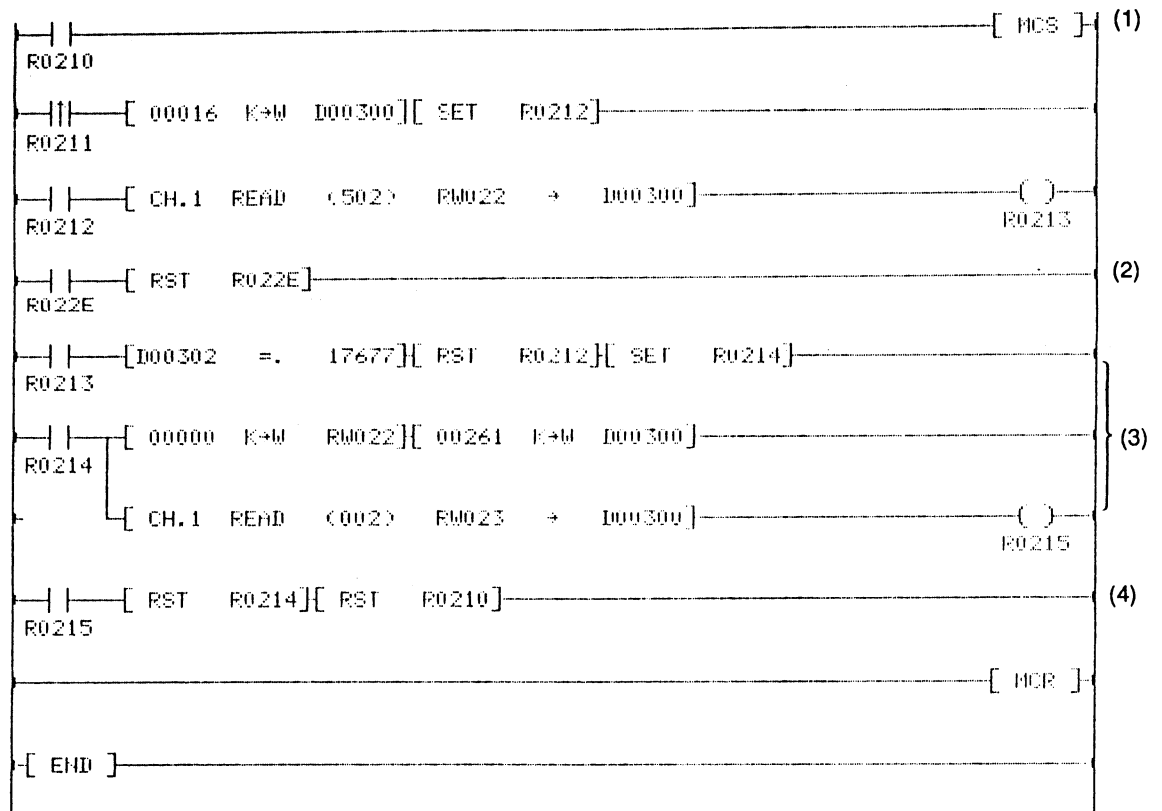 [ MCS ] (1)
R0210
[ 00016 K→W D00300][ SET R0212]
R0211
[ CH.1 READ (502) RW022 → D00300] ( )
R0212 R0213
[ RST R022E] (2)
R022E
[D00302 =. 17677][ RST R0212][ SET R0214]
R0213
[ 00000 K→W RW022][ 00261 K→W D00300] (3)
R0214
[ CH.1 READ (002) RW023 → D00300] ( )
R0215
[ RST R0214][ RST R0210] (4)
R0215
[ MCR ]
[ END ]